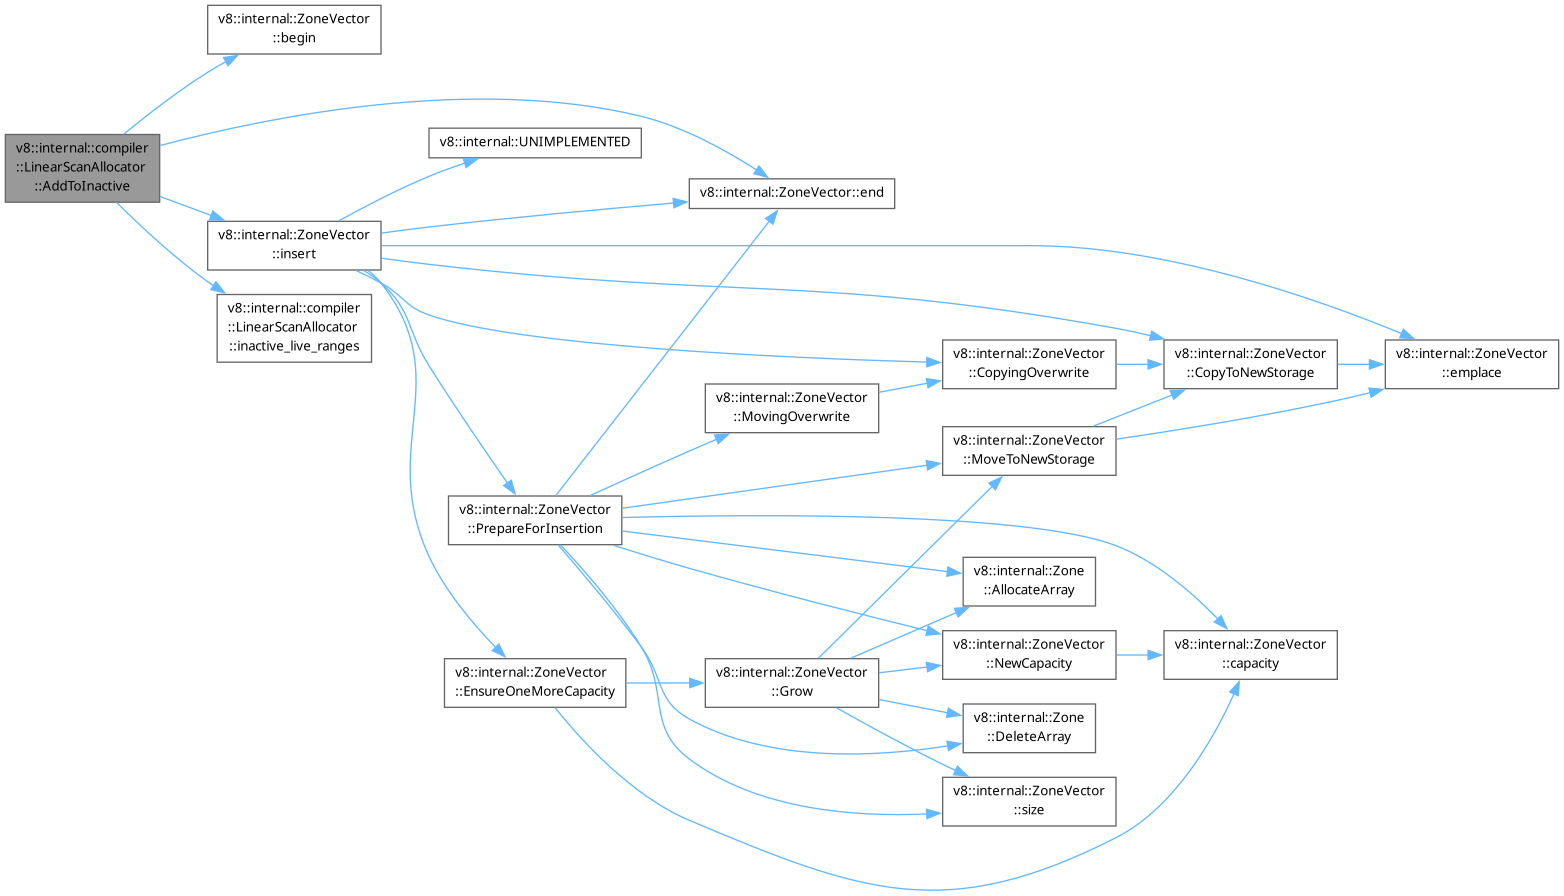 v8::internal::ZoneVector
::begin
v8::internal::compiler
::LinearScanAllocator
::AddToInactive
v8::internal::UNIMPLEMENTED
v8::internal::ZoneVector::end
v8::internal::ZoneVector
::insert
v8::internal::compiler
::LinearScanAllocator
::inactive_live_ranges
v8::internal::ZoneVector
::CopyingOverwrite
v8::internal::ZoneVector
::CopyToNewStorage
v8::internal::ZoneVector
::emplace
v8::internal::ZoneVector
::MovingOverwrite
v8::internal::ZoneVector
::MoveToNewStorage
v8::internal::ZoneVector
::PrepareForInsertion
v8::internal::Zone
::AllocateArray
v8::internal::ZoneVector
::NewCapacity
v8::internal::ZoneVector
::capacity
v8::internal::ZoneVector
::EnsureOneMoreCapacity
v8::internal::ZoneVector
::Grow
v8::internal::Zone
::DeleteArray
v8::internal::ZoneVector
::size